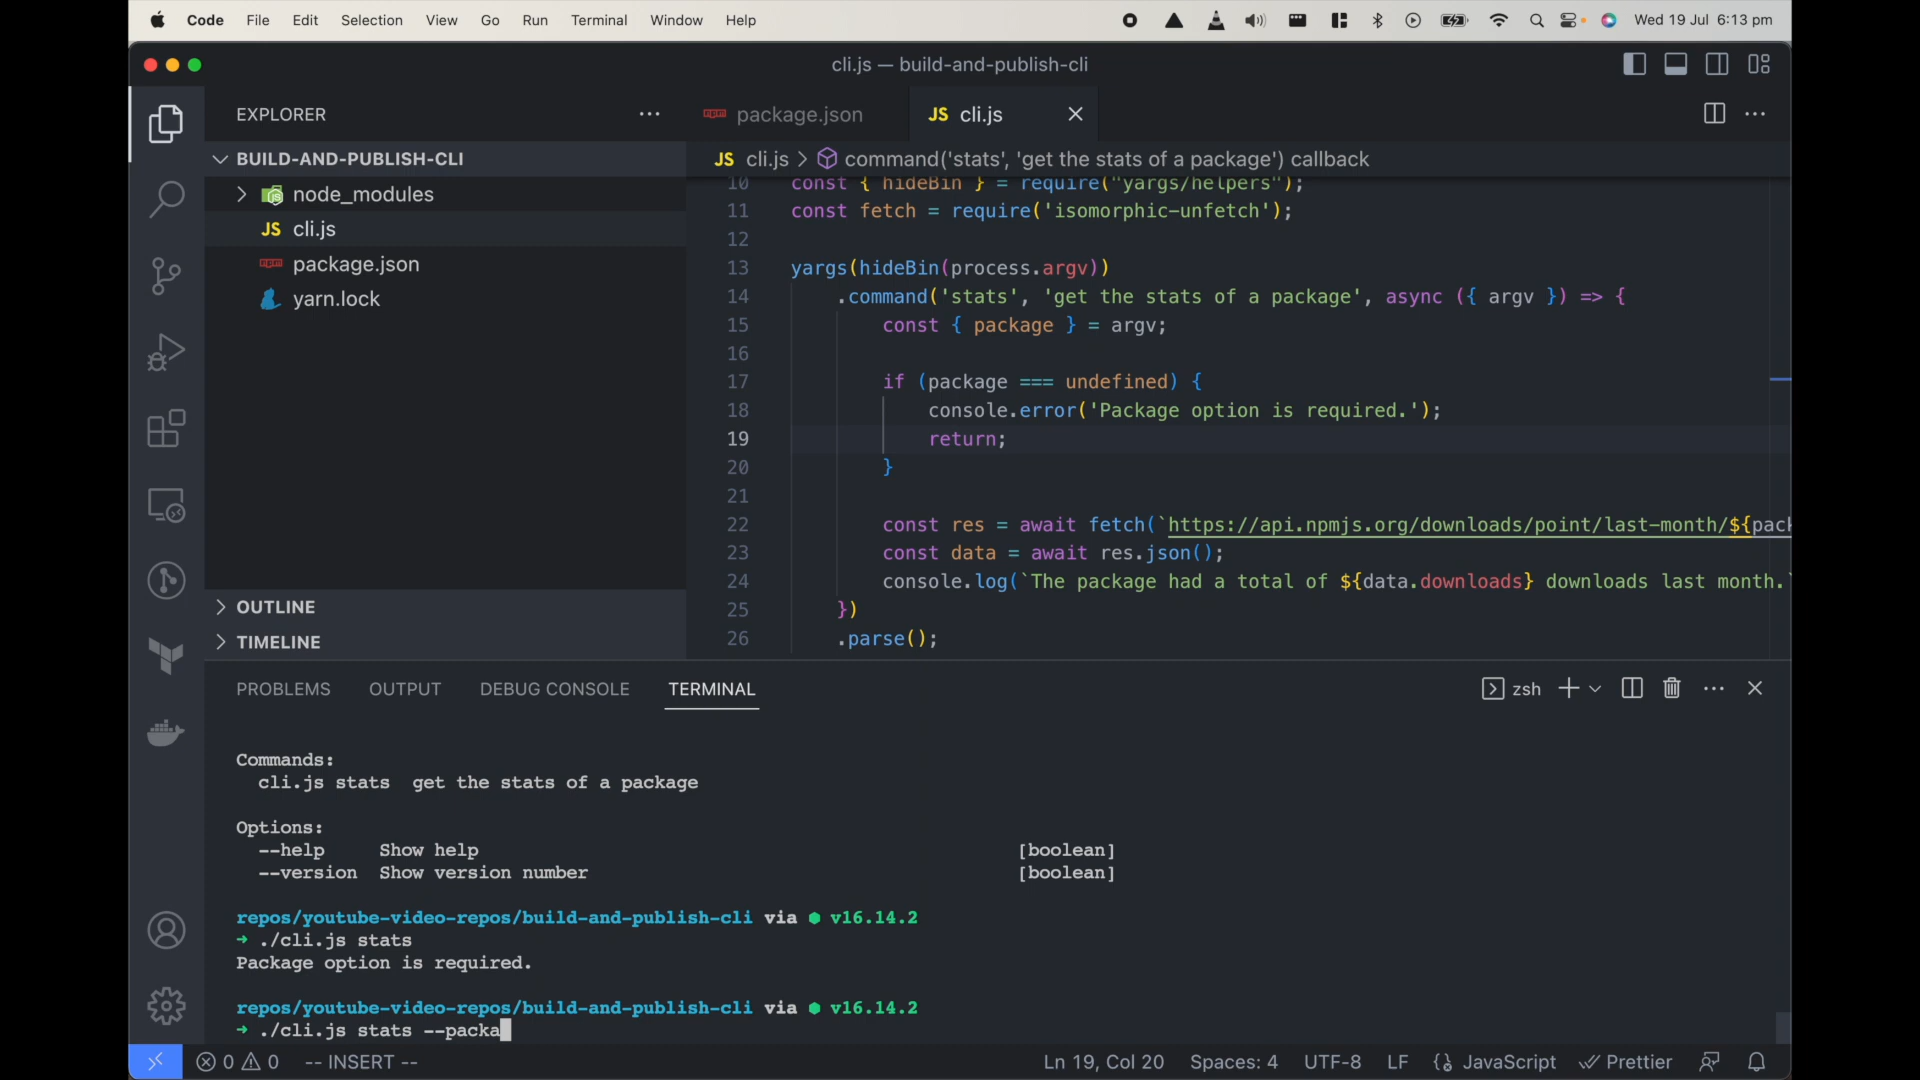 Code File Edit Selection View Go Run Terminal Window Help Wed 19 Jul 6:13 pm
cli.js — build-and-publish-cli
EXPLORER
package.json
JS cli.js
BUILD-AND-PUBLISH-CLI
JS cli.js > command('stats', 'get the stats of a package') callback
node_modules
JS cli.js
package.json
yarn.lock
OUTLINE
TIMELINE
10 const { hideBin } = require("yargs/helpers");
11 const fetch = require('isomorphic-unfetch');
12
13 yargs(hideBin(process.argv))
14 .command('stats', 'get the stats of a package', async ({ argv }) => {
15 const { package } = argv;
16
17 if (package === undefined) {
18 console.error('Package option is required.');
19 return;
20 }
21
22 const res = await fetch(`https://api.npmjs.org/downloads/point/last-month/${pack
23 const data = await res.json();
24 console.log(`The package had a total of ${data.downloads} downloads last month.`
25 })
26 .parse();
PROBLEMS OUTPUT DEBUG CONSOLE TERMINAL zsh
Commands:
cli.js stats get the stats of a package
Options:
--help Show help [boolean]
--version Show version number [boolean]
repos/youtube-video-repos/build-and-publish-cli via ⬢ v16.14.2
➜ ./cli.js stats
Package option is required.
repos/youtube-video-repos/build-and-publish-cli via ⬢ v16.14.2
➜ ./cli.js stats --packa
0 0 -- INSERT -- Ln 19, Col 20 Spaces: 4 UTF-8 LF JavaScript Prettier